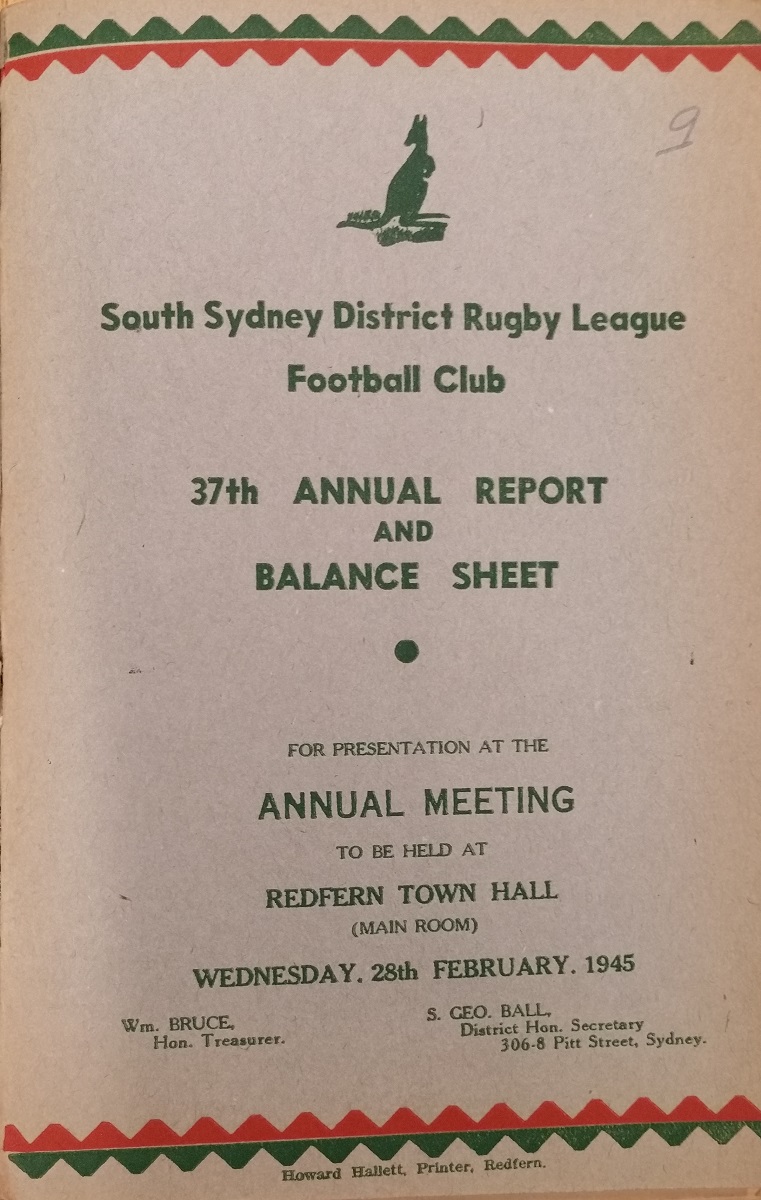 9
South Sydney District Rugby League
Football Club
37th ANNUAL REPORT
AND
BALANCE SHEET
FOR PRESENTATION AT THE
ANNUAL MEETING
TO BE HELD AT
REDFERN TOWN HALL
(MAIN ROOM)
WEDNESDAY. 28th FEBRUARY. 1945
Wm. BRUCE,
Hon. Treasurer.
S. GEO. BALL,
District Hon. Secretary
306-8 Pitt Street, Sydney.
Howard Hallett, Printer, Redfern.